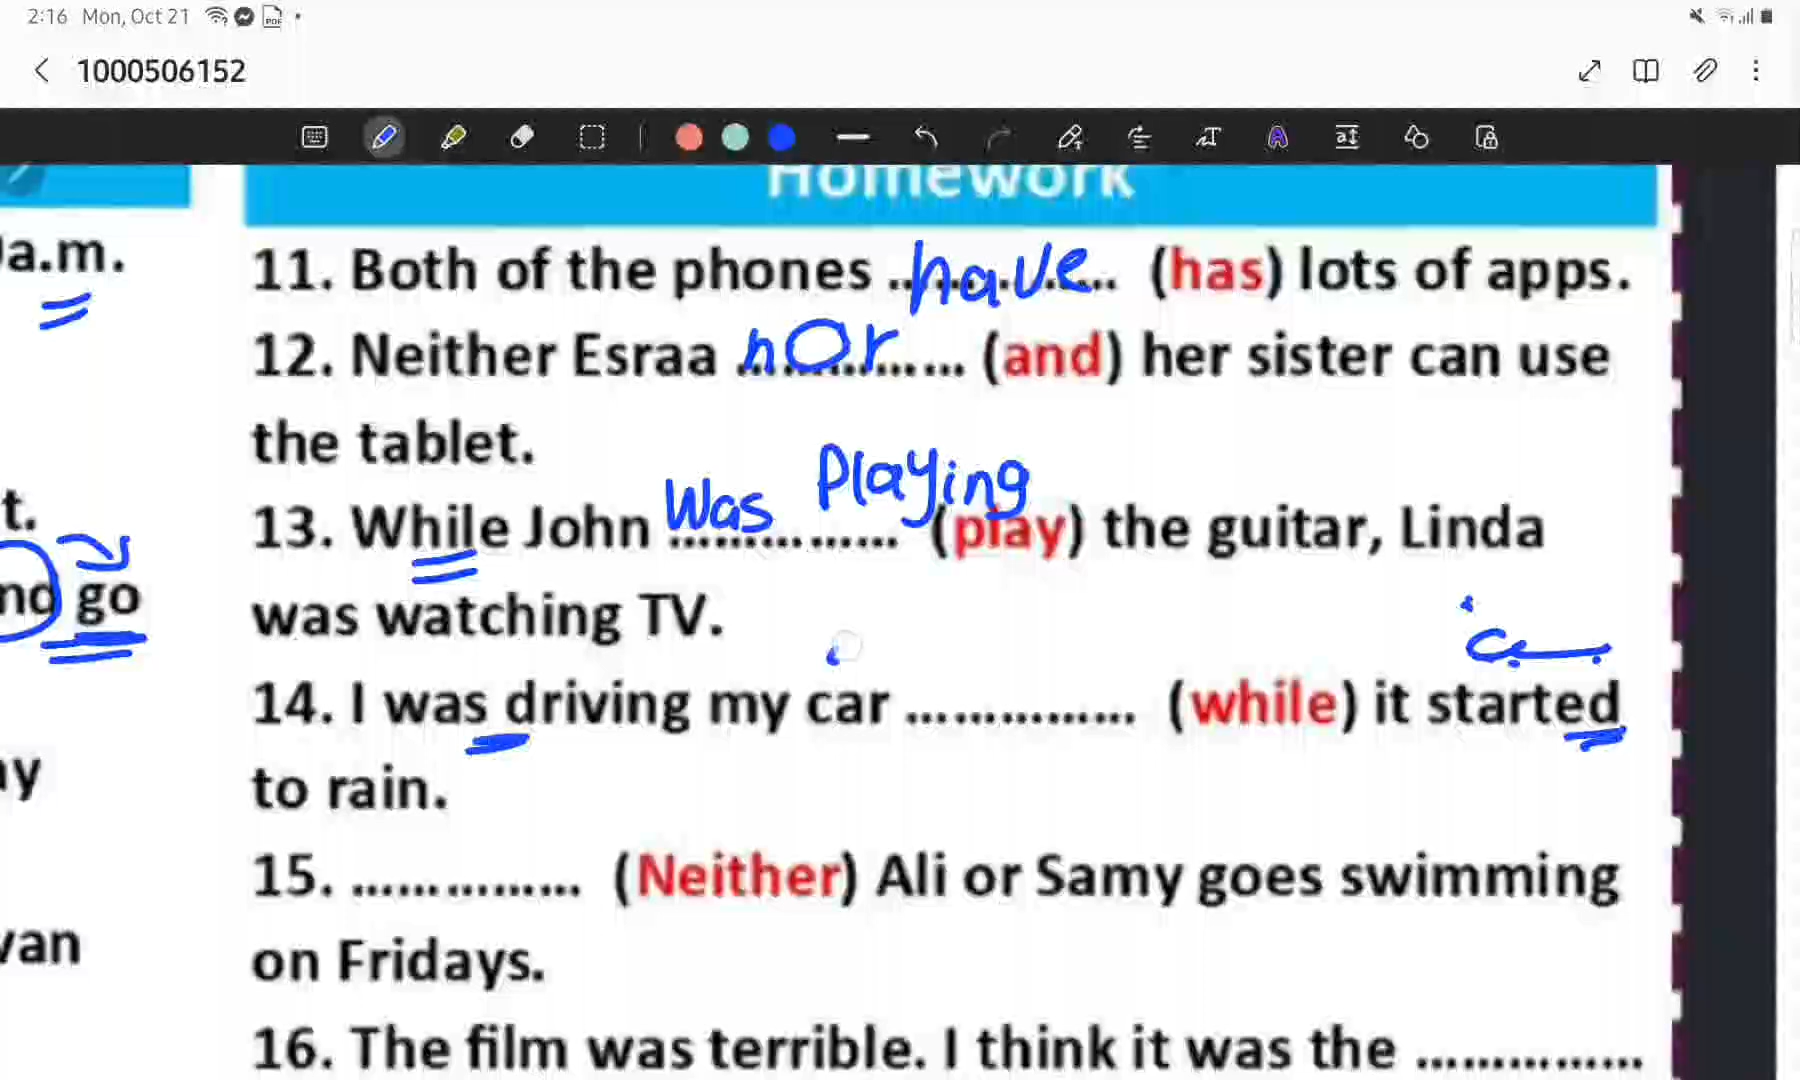 2:16 Mon, Oct 21
1000506152
Homework
a.m.
11. Both of the phones have (has) lots of apps.
12. Neither Esraa nor (and) her sister can use
the tablet.
was Playing
t.
13. While John ............... (play) the guitar, Linda
go
was watching TV.
14. I was driving my car ............... (while) it started
to rain.
15. ............... (Neither) Ali or Samy goes swimming
van
on Fridays.
16. The film was terrible. I think it was the ...............